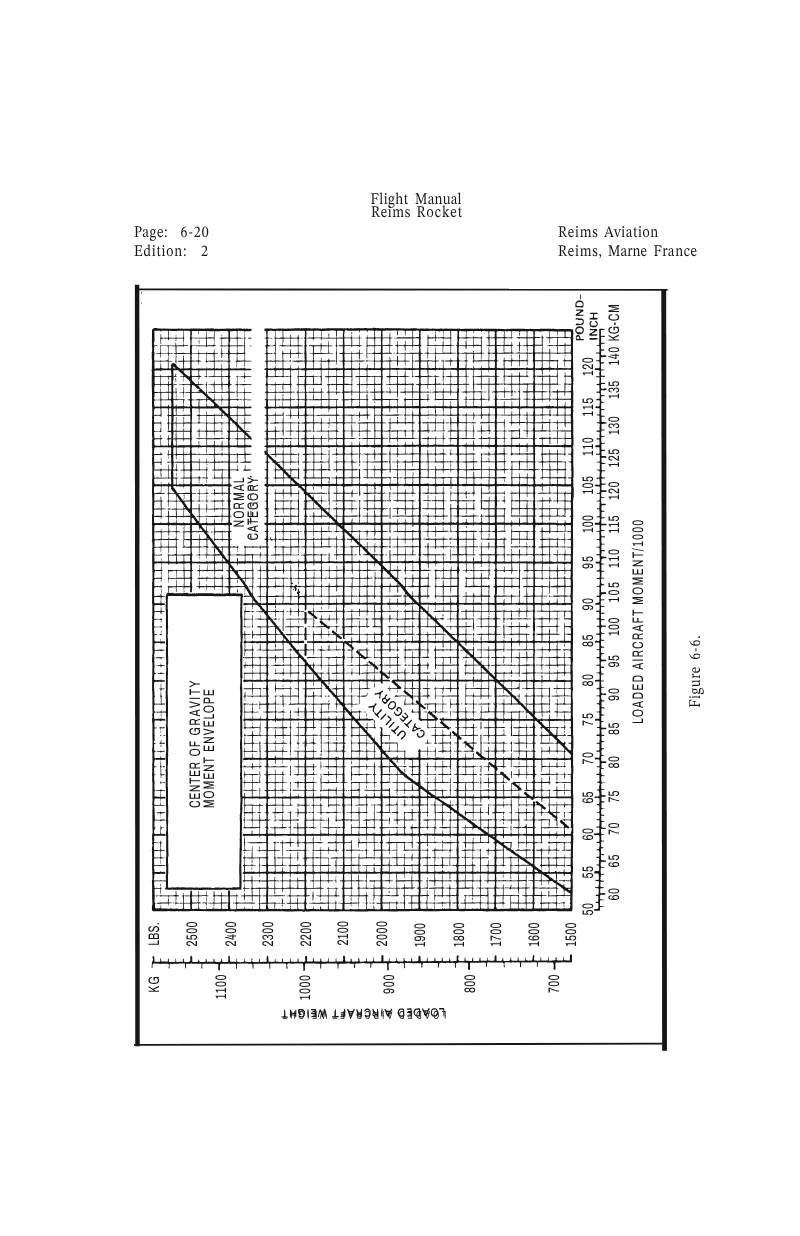 Flight Manual
Reims Rocket
Page: 6-20
Edition: 2
Reims Aviation
Reims, Marne France
CENTER OF GRAVITY
MOMENT ENVELOPE
NORMAL
CATEGORY
UTILITY
CATEGORY
LOADED AIRCRAFT WEIGHT
KG
1100
1000
900
800
700
LBS.
2500
2400
2300
2200
2100
2000
1900
1800
1700
1600
1500
50 55 60 65 70 75 80 85 90 95 100 105 110 115 120
POUND-
INCH
60 65 70 75 80 85 90 95 100 105 110 115 120 125 130 135 140 KG-CM
LOADED AIRCRAFT MOMENT/1000
Figure 6-6.